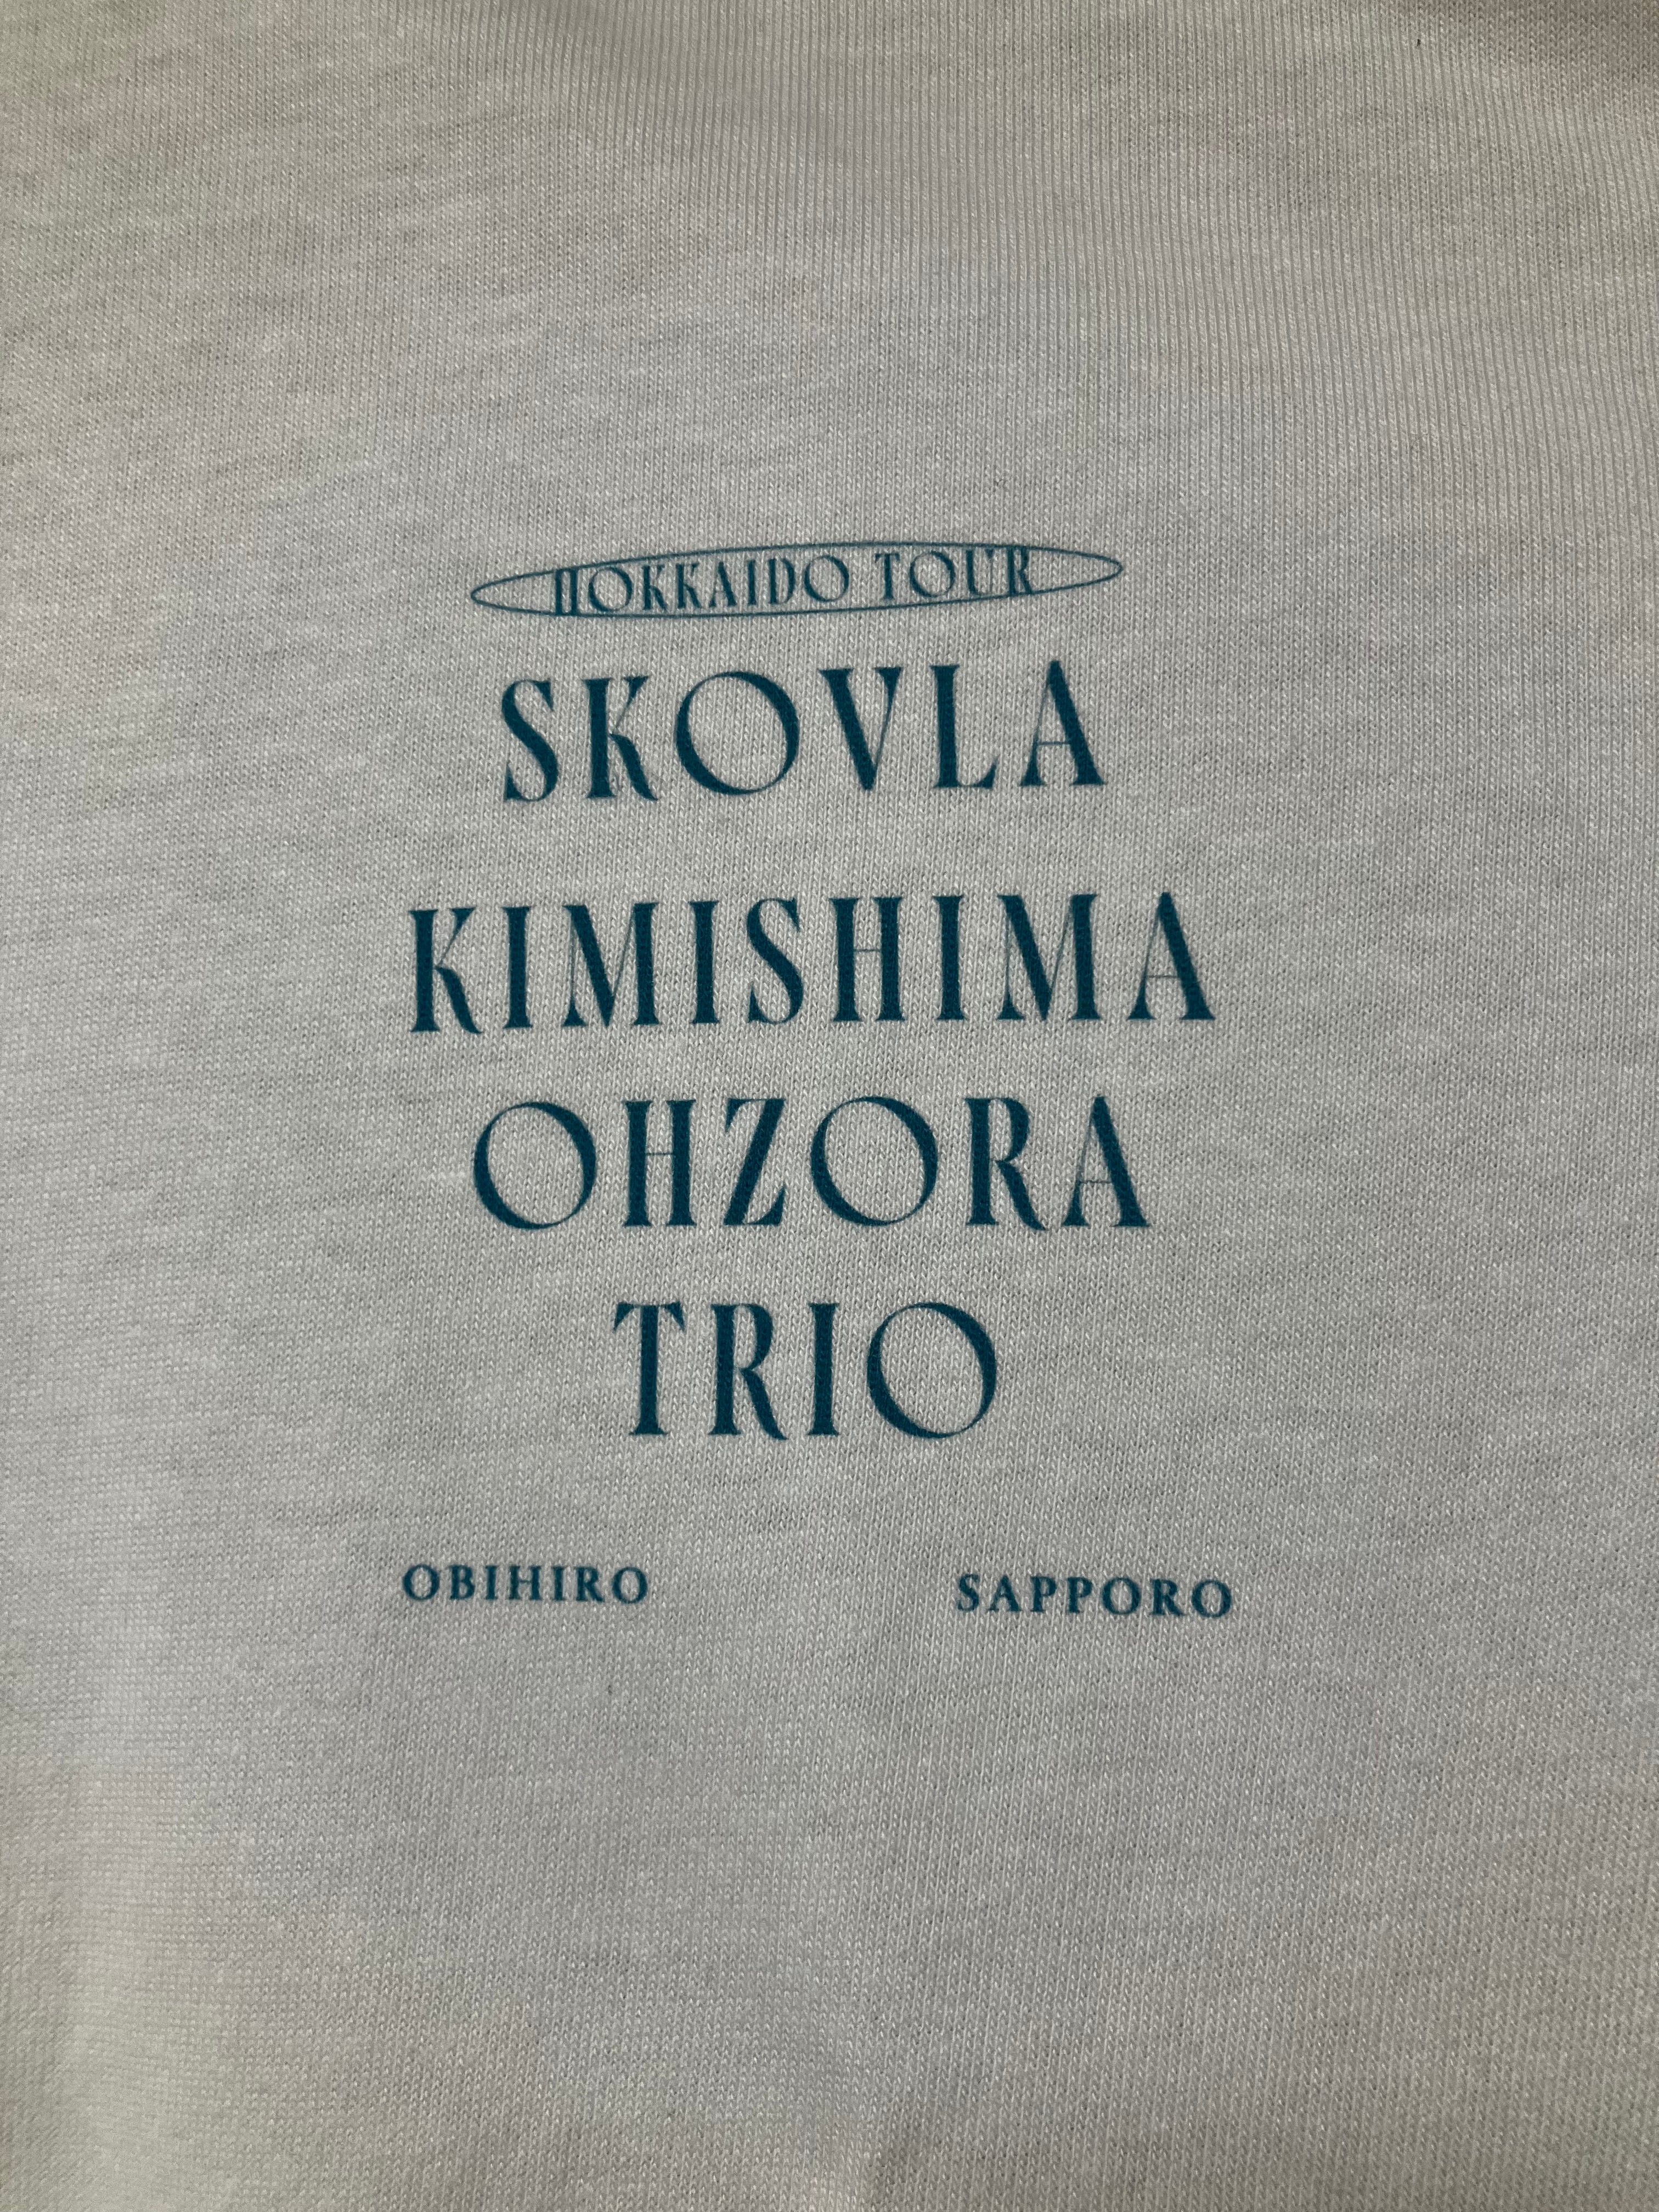 HOKKAIDO TOUR
SKOVLA
KIMISHIMA
OHZORA
TRIO
OBIHIRO SAPPORO